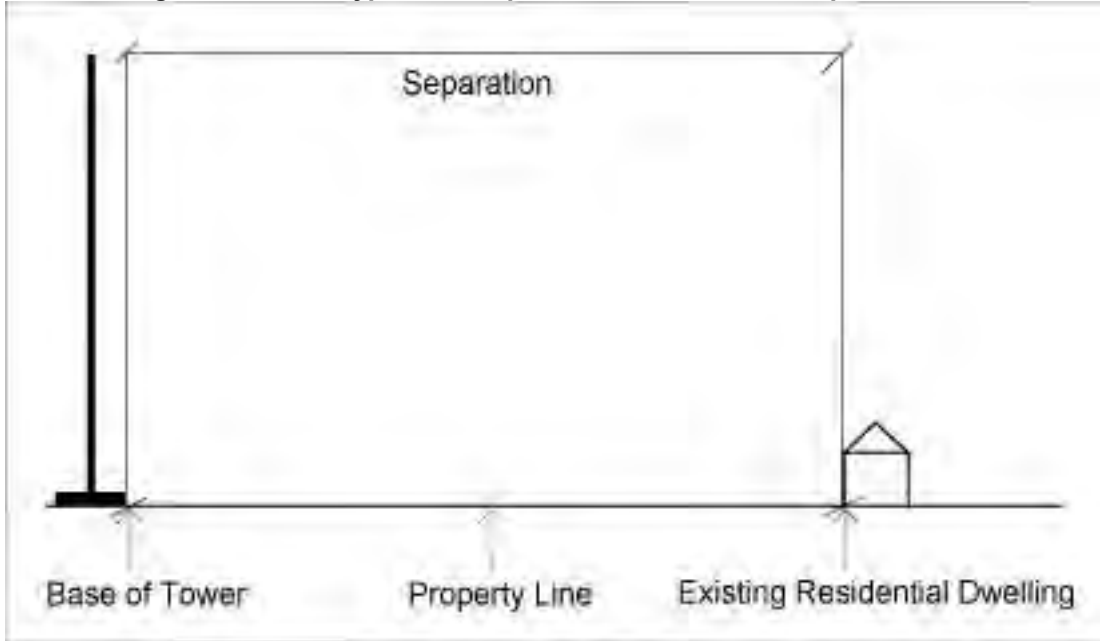 Separation
Base of Tower
Property Line
Existing Residential Dwelling